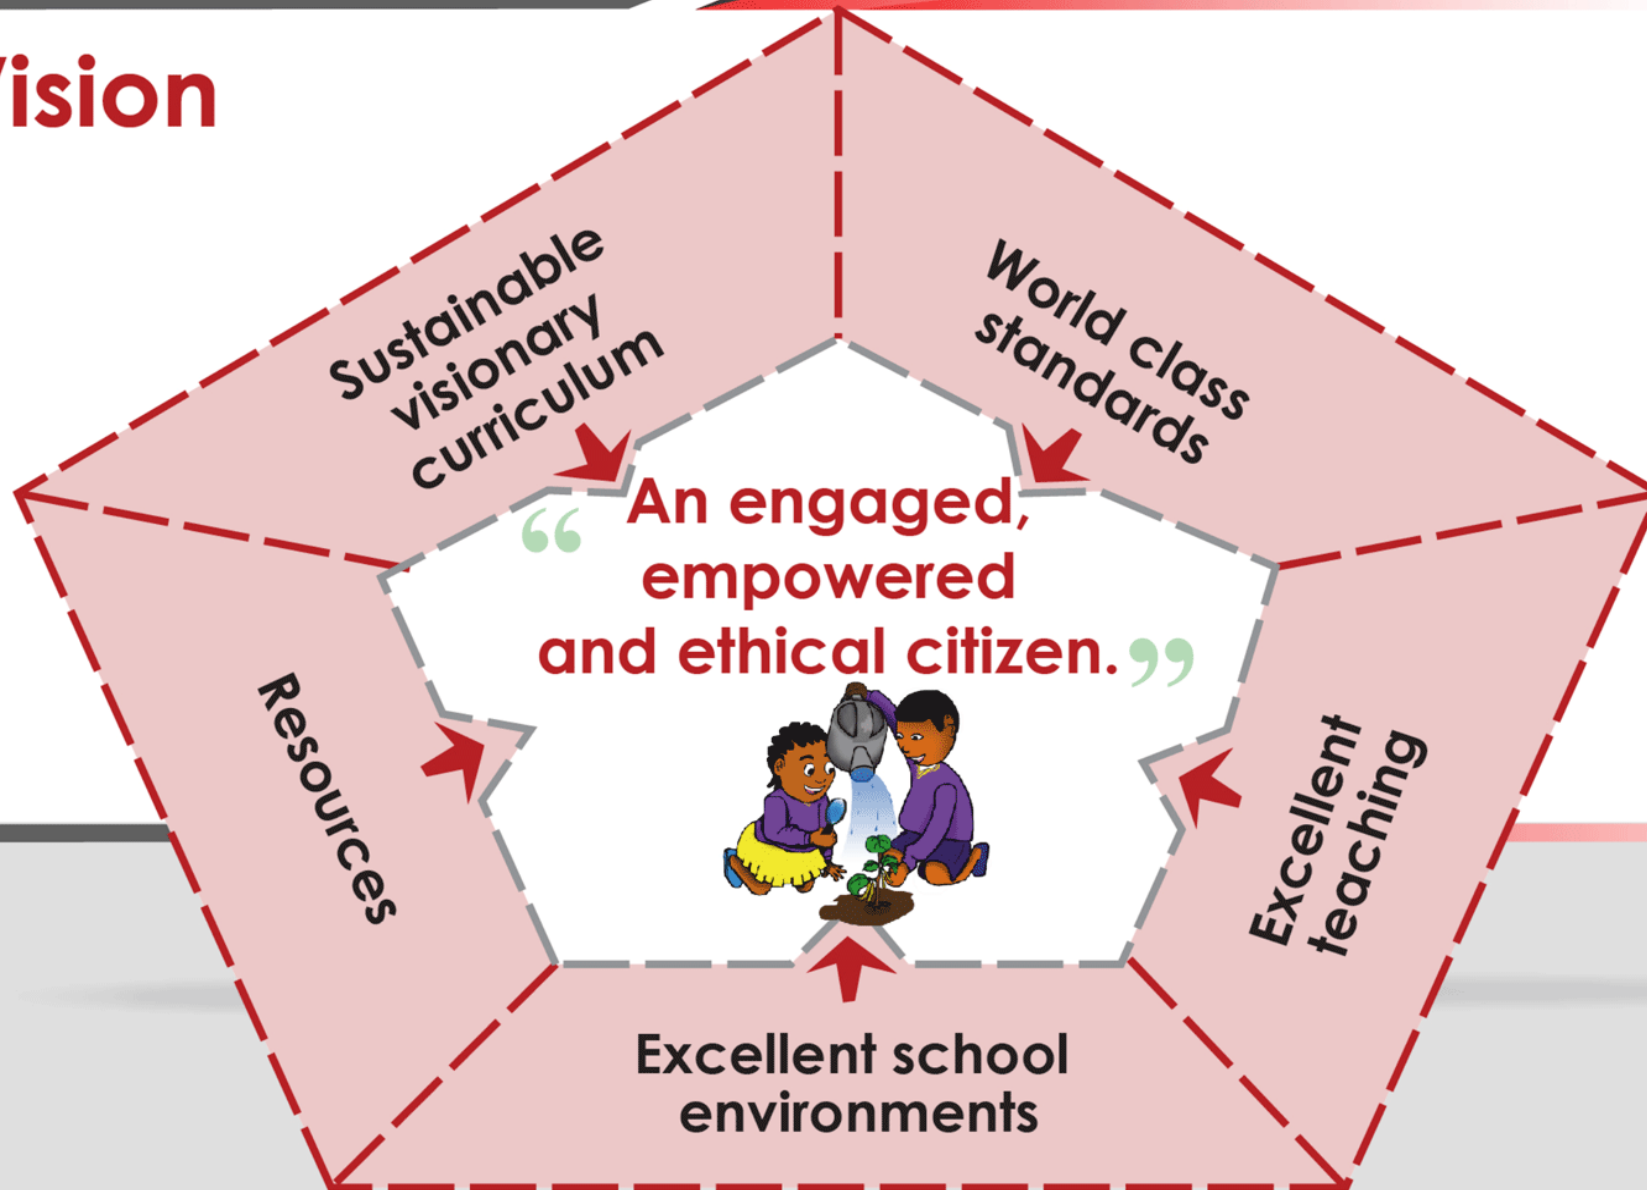 Vision
Sustainable
visionary
curriculum
World class
standards
“An engaged,
empowered
and ethical citizen.”
Resources
Excellent
teaching
Excellent school
environments